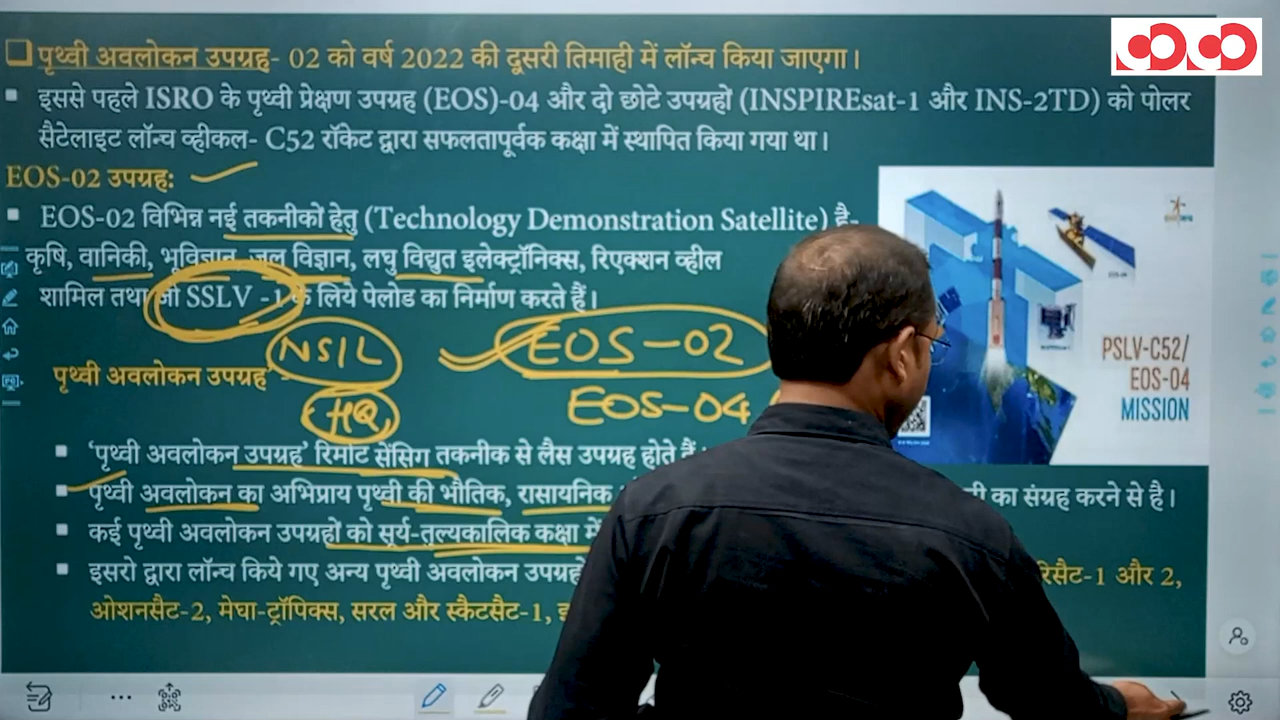 पृथ्वी अवलोकन उपग्रह- 02 को वर्ष 2022 की दूसरी तिमाही में लॉन्च किया जाएगा।
इससे पहले ISRO के पृथ्वी प्रेक्षण उपग्रह (EOS)-04 और दो छोटे उपग्रहों (INSPIREsat-1 और INS-2TD) को पोलर
सैटेलाइट लॉन्च व्हीकल- C52 रॉकेट द्वारा सफलतापूर्वक कक्षा में स्थापित किया गया था।
EOS-02 उपग्रह:
EOS-02 विभिन्न नई तकनीकों हेतु (Technology Demonstration Satellite) है-
कृषि, वानिकी, भूविज्ञान, जल विज्ञान, लघु विद्युत इलेक्ट्रॉनिक्स, रिएक्शन व्हील
शामिल तथा जो SSLV -1 के लिये पेलोड का निर्माण करते हैं।
NSIL
EOS-02
पृथ्वी अवलोकन उपग्रह' -
HQ
EOS-04
PSLV-C52/
EOS-04
MISSION
'पृथ्वी अवलोकन उपग्रह' रिमोट सेंसिग तकनीक से लैस उपग्रह होते हैं।
पृथ्वी अवलोकन का अभिप्राय पृथ्वी की भौतिक, रासायनिक का संग्रह करने से है।
कई पृथ्वी अवलोकन उपग्रहों को सूर्य-तुल्यकालिक कक्षा में
इसरो द्वारा लॉन्च किये गए अन्य पृथ्वी अवलोकन उपग्रहों रिसैट-1 और 2,
ओशनसैट-2, मेघा-ट्रॉपिक्स, सरल और स्कैटसैट-1,